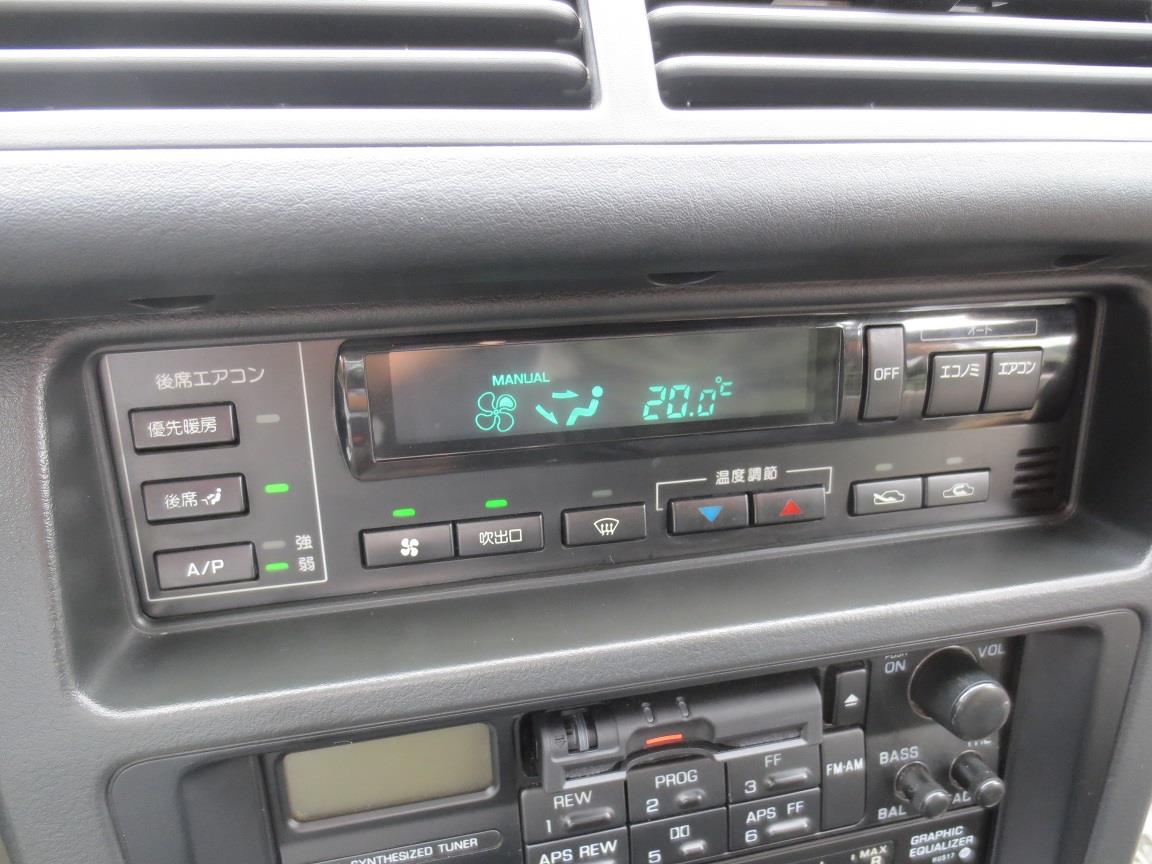 後席エアコン
優先暖房
後席
A/P
強
弱
MANUAL
20.0℃
OFF
オート
エコノミ
エアコン
吹出口
温度調節
PUSH
ON
VOL
FM·AM
BASS
BAL
REW
1
PROG
2
FF
3
APS REW
5
APS FF
6
SYNTHESIZED TUNER
MAX
R
GRAPHIC
EQUALIZER